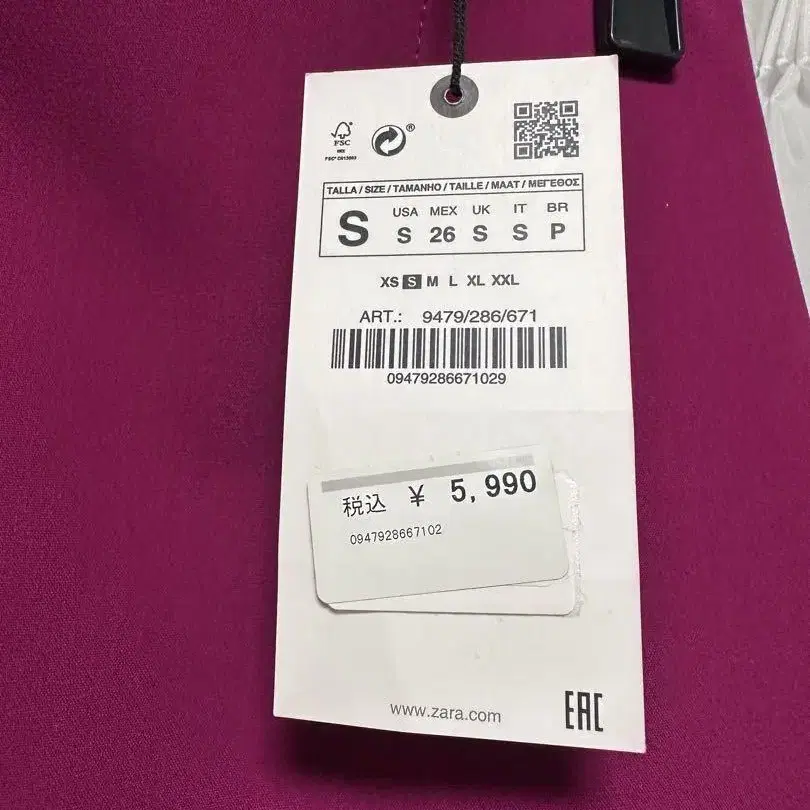 FSC
MIX
®
TALLA / SIZE / TAMANHO / TAILLE / MAAT / ΜΕΓΕΘΟΣ
USA MEX UK IT BR
S S 26 S S P
XS S M L XL XXL
ART.: 9479/286/671
09479286671029
税込 ¥ 5,990
0947928667102
www.zara.com
EAC